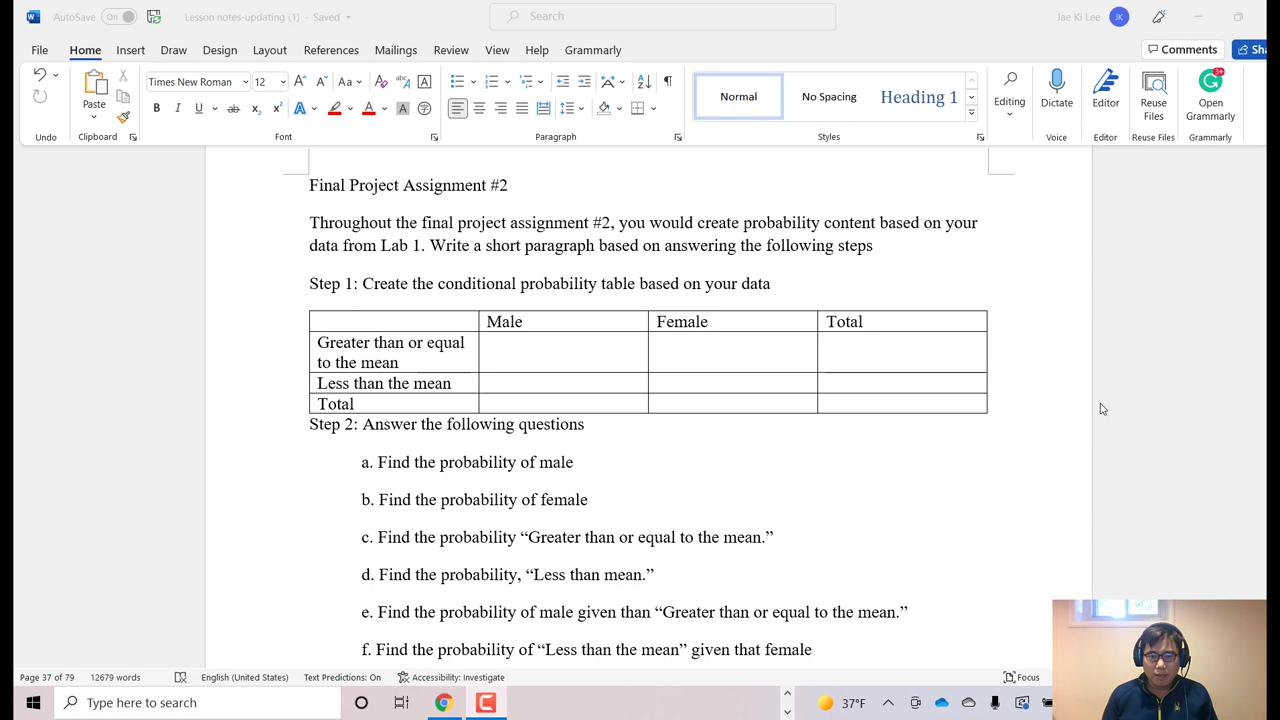 AutoSave On Lesson notes-updating (1) - Saved Search Jae Ki Lee JK
File Home Insert Draw Design Layout References Mailings Review View Help Grammarly Comments Sha
Times New Roman 12 Aa Normal No Spacing Heading 1
Paste Editing Dictate Editor Reuse Files Open Grammarly
Undo Clipboard Font Paragraph Styles Voice Editor Reuse Files Grammarly
Final Project Assignment #2
Throughout the final project assignment #2, you would create probability content based on your
data from Lab 1. Write a short paragraph based on answering the following steps
Step 1: Create the conditional probability table based on your data
Male Female Total
Greater than or equal
to the mean
Less than the mean
Total
Step 2: Answer the following questions
a. Find the probability of male
b. Find the probability of female
c. Find the probability “Greater than or equal to the mean.”
d. Find the probability, “Less than mean.”
e. Find the probability of male given than “Greater than or equal to the mean.”
f. Find the probability of “Less than the mean” given that female
Page 37 of 79 12679 words English (United States) Text Predictions: On Accessibility: Investigate Focus
Type here to search 37°F